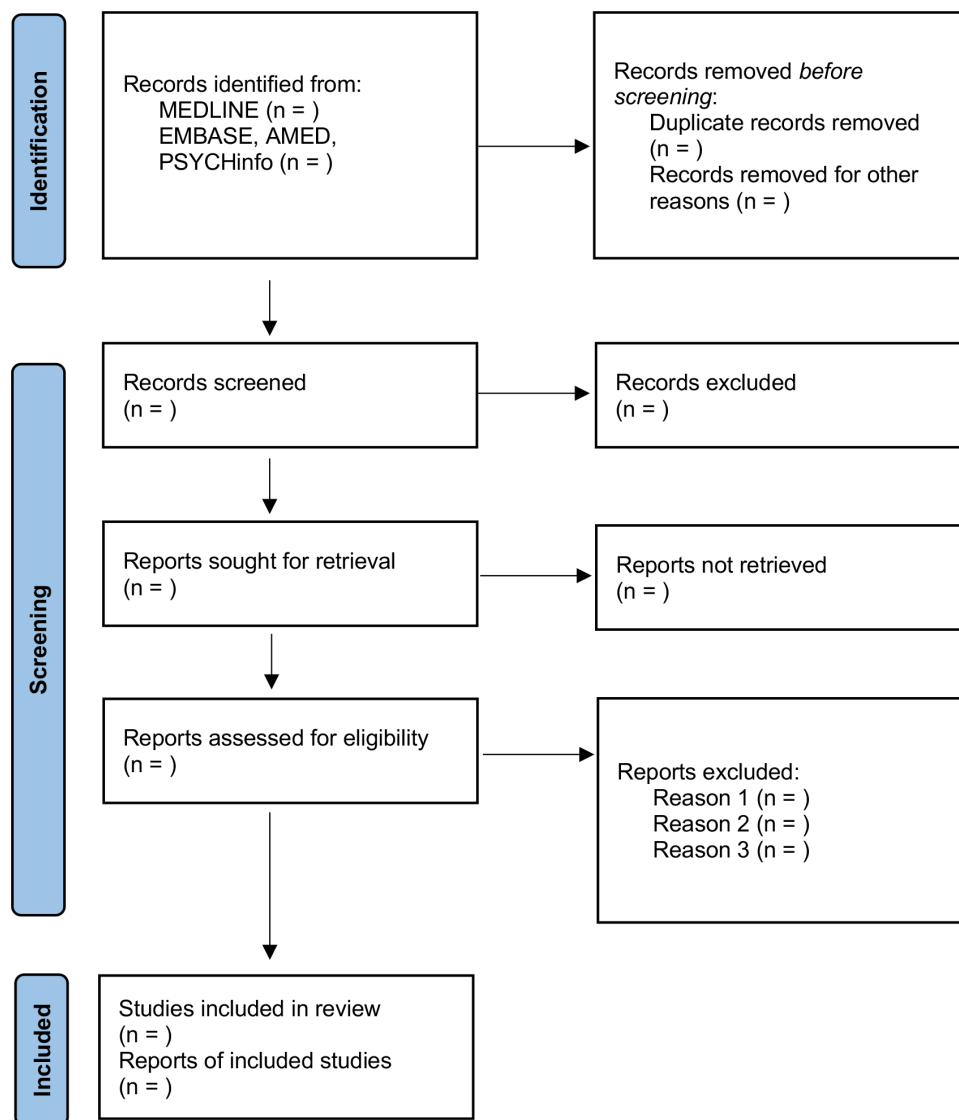 Identification
Records identified from:
MEDLINE (n = )
EMBASE, AMED,
PSYCHinfo (n = )
Records removed before
screening:
Duplicate records removed
(n = )
Records removed for other
reasons (n = )
Screening
Records screened
(n = )
Records excluded
(n = )
Reports sought for retrieval
(n = )
Reports not retrieved
(n = )
Reports assessed for eligibility
(n = )
Reports excluded:
Reason 1 (n = )
Reason 2 (n = )
Reason 3 (n = )
Included
Studies included in review
(n = )
Reports of included studies
(n = )